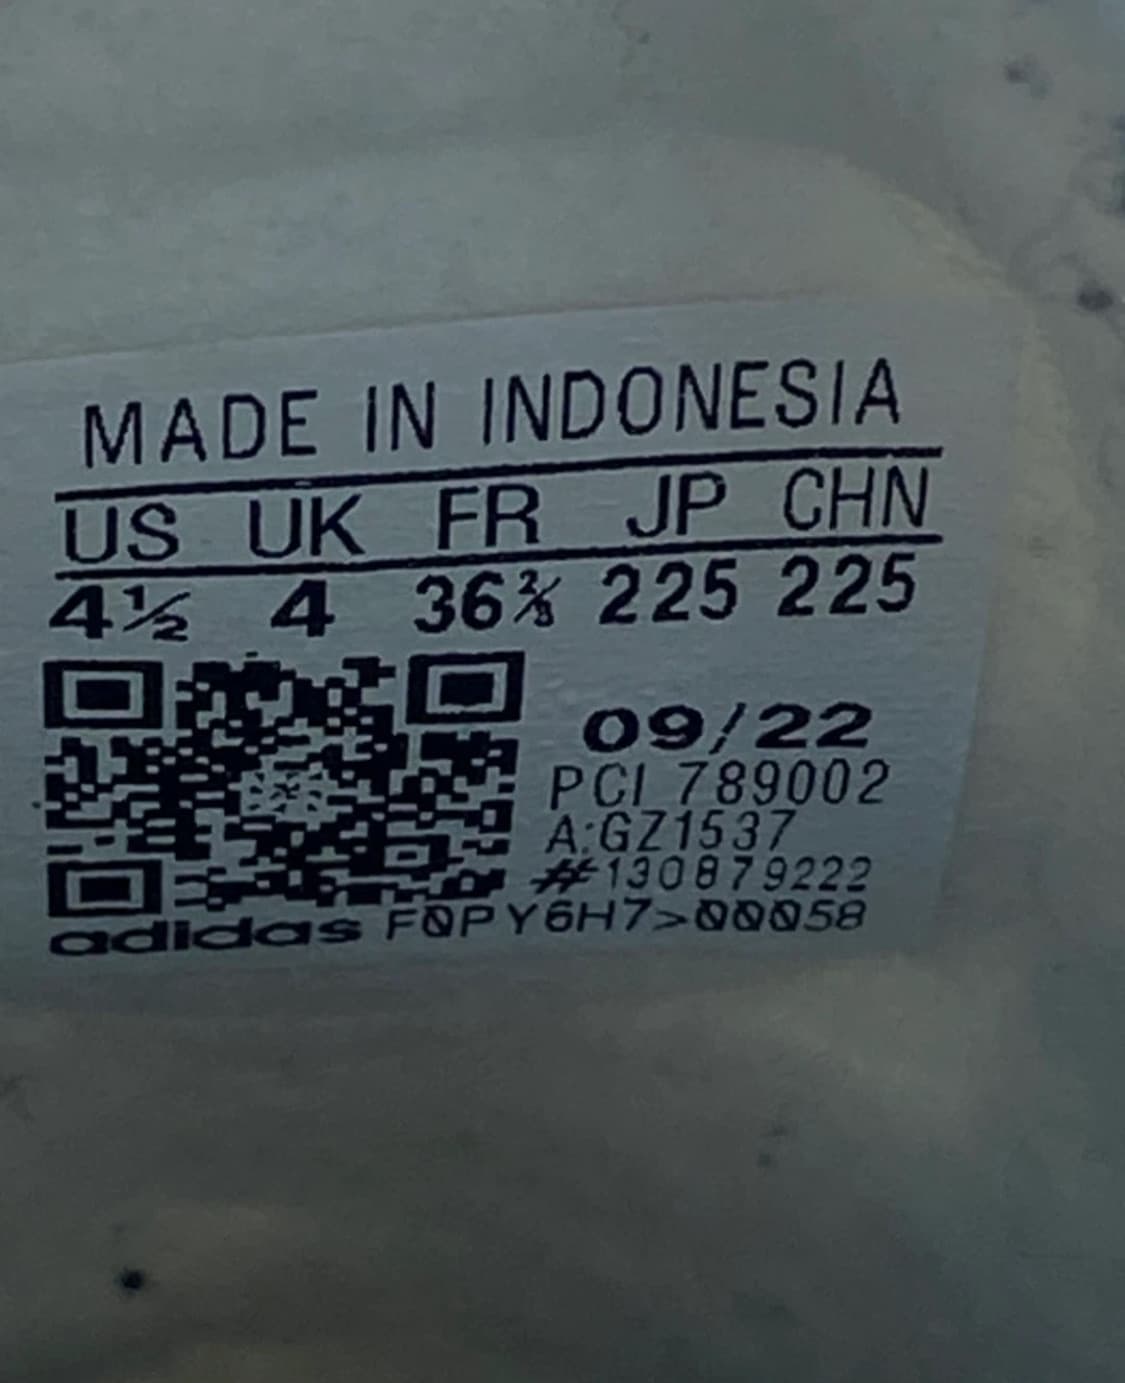 MADE IN INDONESIA
US UK FR JP CHN
4½ 4 36⅔ 225 225
09/22
PCI 789002
A:GZ1537
#130879222
adidas F0PY6H7>00058